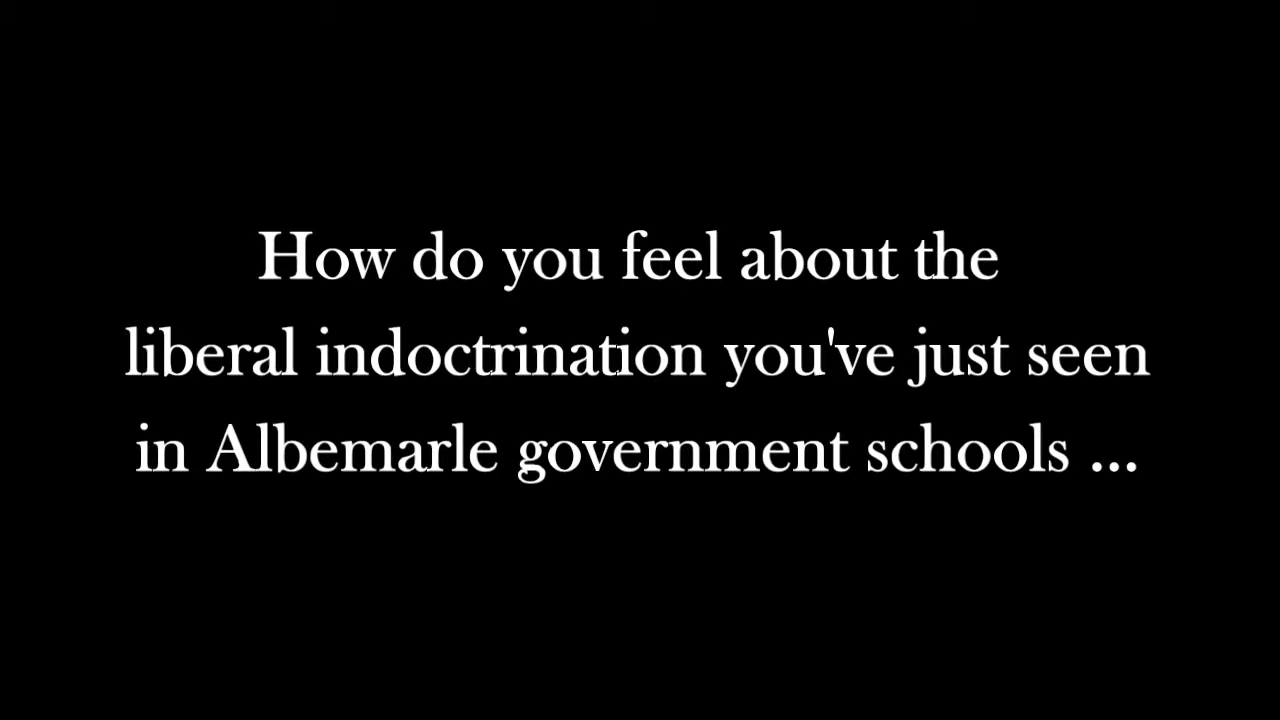 How do you feel about the
liberal indoctrination you've just seen
in Albemarle government schools ...